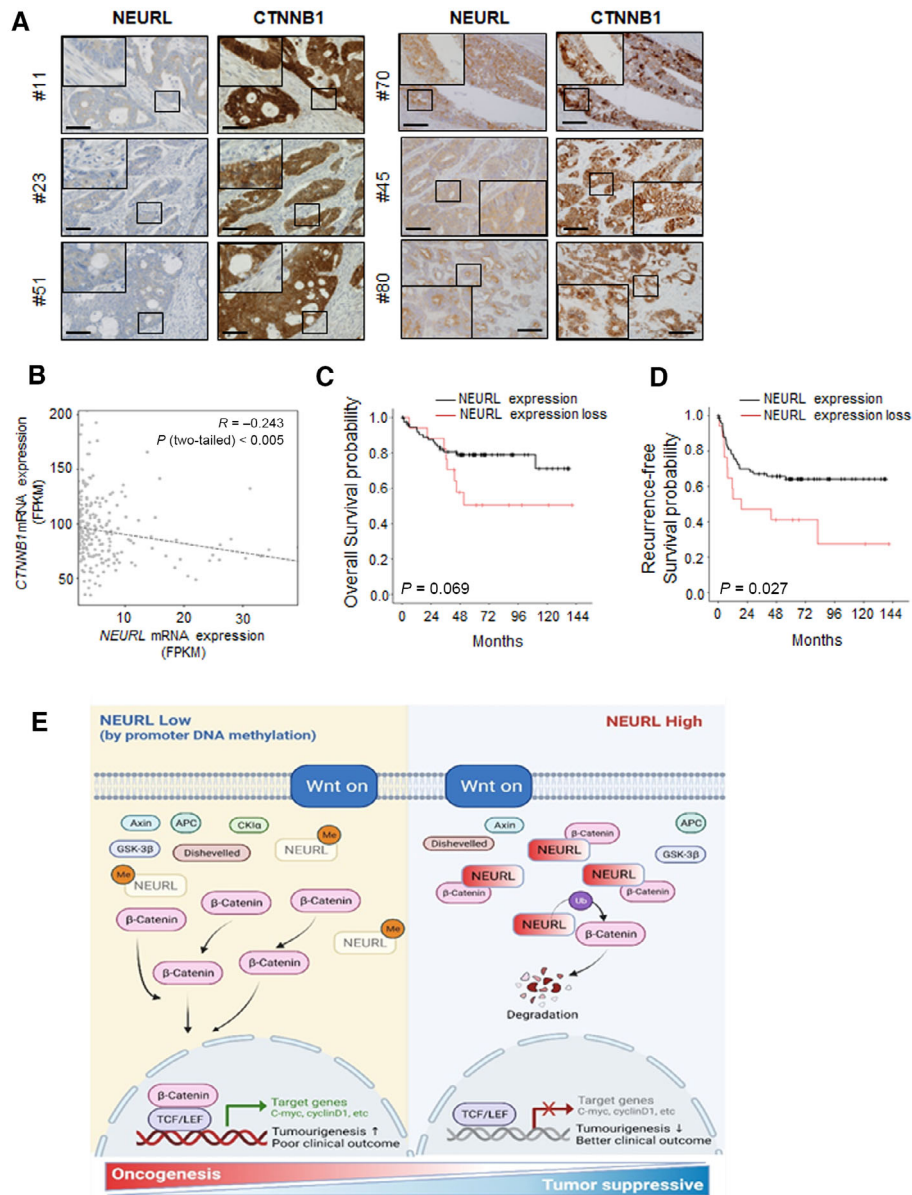 A
NEURL CTNNB1 NEURL CTNNB1
#11
#23
#51
#70
#45
#80
B
200
150
100
50
10 20 30
R = –0.243
P (two-tailed) < 0.005
CTNNB1 mRNA expression
(FPKM)
NEURL mRNA expression
(FPKM)
C
NEURL expression
NEURL expression loss
Overall Survival probability
1.0
0.8
0.6
0.4
0.2
0.0
P = 0.069
0 24 48 72 96 120 144
Months
D
NEURL expression
NEURL expression loss
Recurrence-free
Survival probability
1.0
0.8
0.6
0.4
0.2
0.0
P = 0.027
0 24 48 72 96 120 144
Months
E
NEURL Low
(by promoter DNA methylation)
Wnt on
Axin
APC
CKIα
GSK-3β
Dishevelled
Me
NEURL
Me
NEURL
β-Catenin
β-Catenin
β-Catenin
Me
NEURL
β-Catenin
β-Catenin
β-Catenin
TCF/LEF
Target genes
C-myc, cyclinD1, etc
Tumourigenesis ↑
Poor clinical outcome
NEURL High
Wnt on
Axin
APC
Dishevelled
β-Catenin
NEURL
GSK-3β
NEURL
β-Catenin
NEURL
β-Catenin
Ub
NEURL
β-Catenin
Degradation
TCF/LEF
Target genes
C-myc, cyclinD1, etc
Tumourigenesis ↓
Better clinical outcome
Oncogenesis
Tumor suppressive